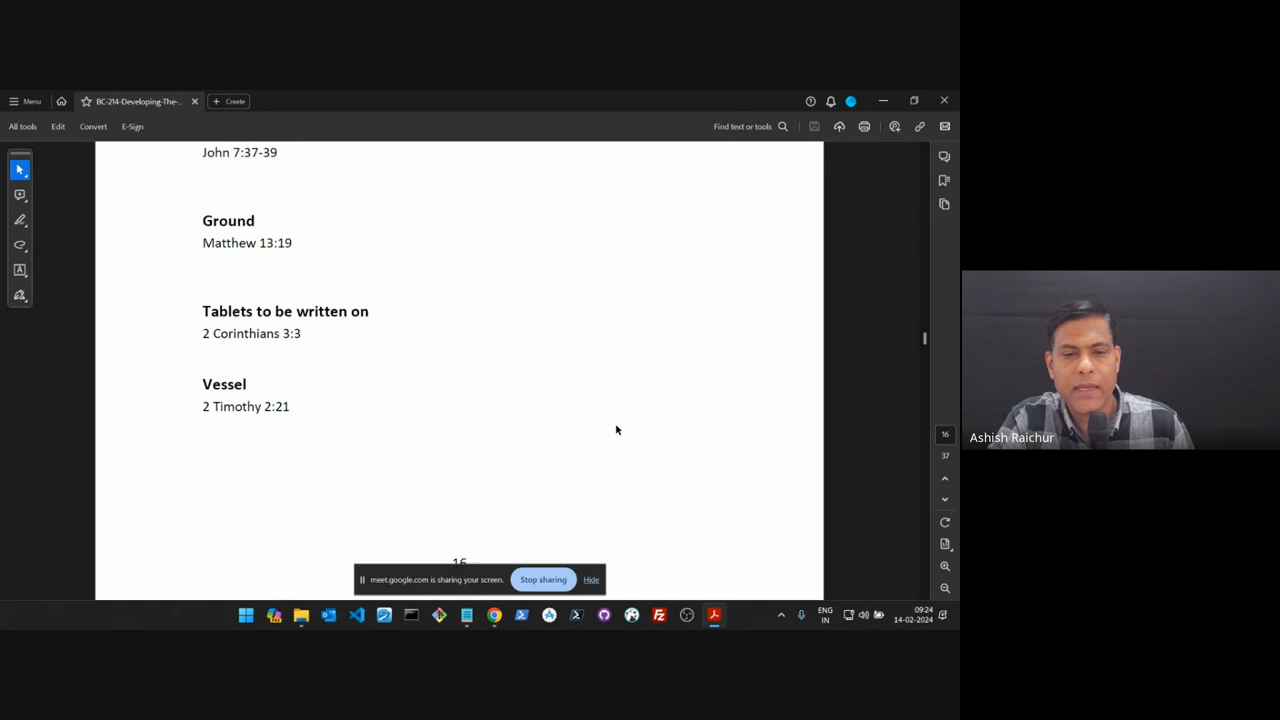 Menu
BC-214-Developing-The-...
Create
All tools
Edit
Convert
E-Sign
Find text or tools
John 7:37-39
Ground
Matthew 13:19
Tablets to be written on
2 Corinthians 3:3
Vessel
2 Timothy 2:21
16
16
37
Ashish Raichur
meet.google.com is sharing your screen.
Stop sharing
Hide
ENG
IN
09:24
14-02-2024